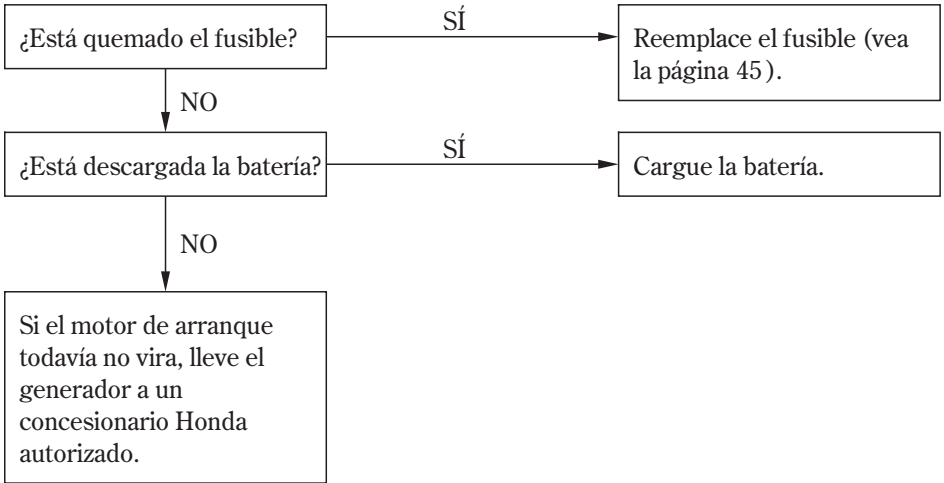 ¿Está quemado el fusible?
SÍ
Reemplace el fusible (vea
la página 45 ).
NO
¿Está descargada la batería?
SÍ
Cargue la batería.
NO
Si el motor de arranque
todavía no vira, lleve el
generador a un
concesionario Honda
autorizado.